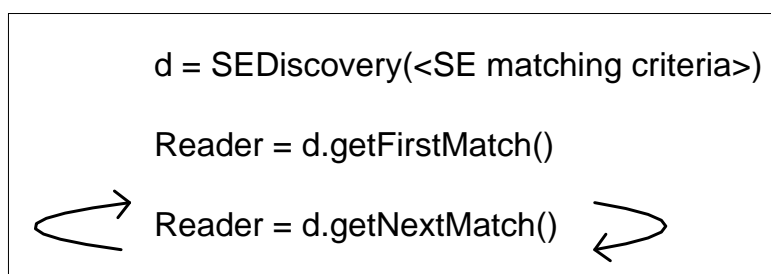 d = SEDiscovery(<SE matching criteria>)
Reader = d.getFirstMatch()
Reader = d.getNextMatch()